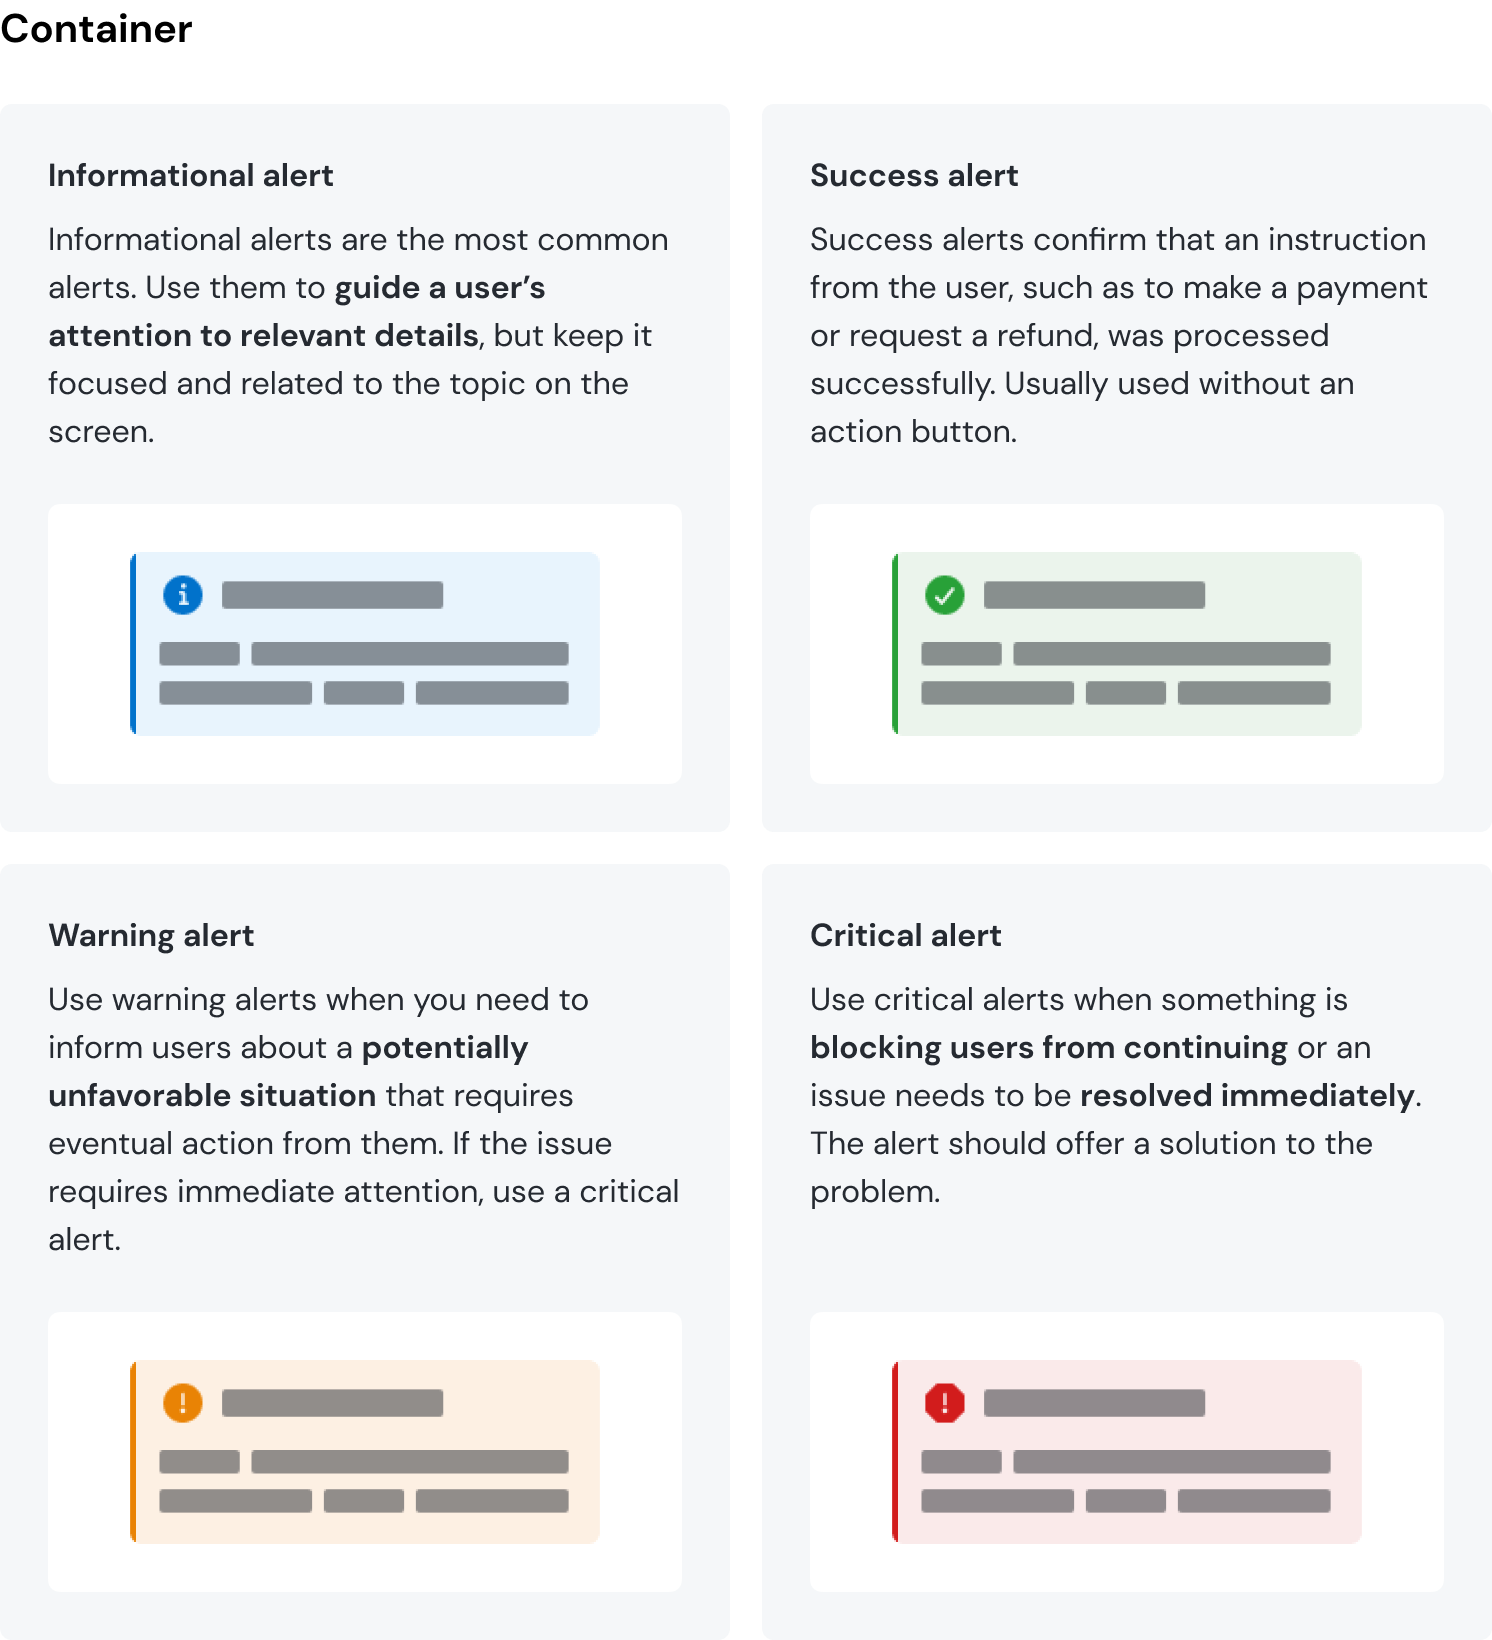 Container
Informational alert
Informational alerts are the most common
alerts. Use them to guide a user’s
attention to relevant details, but keep it
focused and related to the topic on the
screen.
Success alert
Success alerts confirm that an instruction
from the user, such as to make a payment
or request a refund, was processed
successfully. Usually used without an
action button.
Warning alert
Use warning alerts when you need to
inform users about a potentially
unfavorable situation that requires
eventual action from them. If the issue
requires immediate attention, use a critical
alert.
Critical alert
Use critical alerts when something is
blocking users from continuing or an
issue needs to be resolved immediately.
The alert should offer a solution to the
problem.